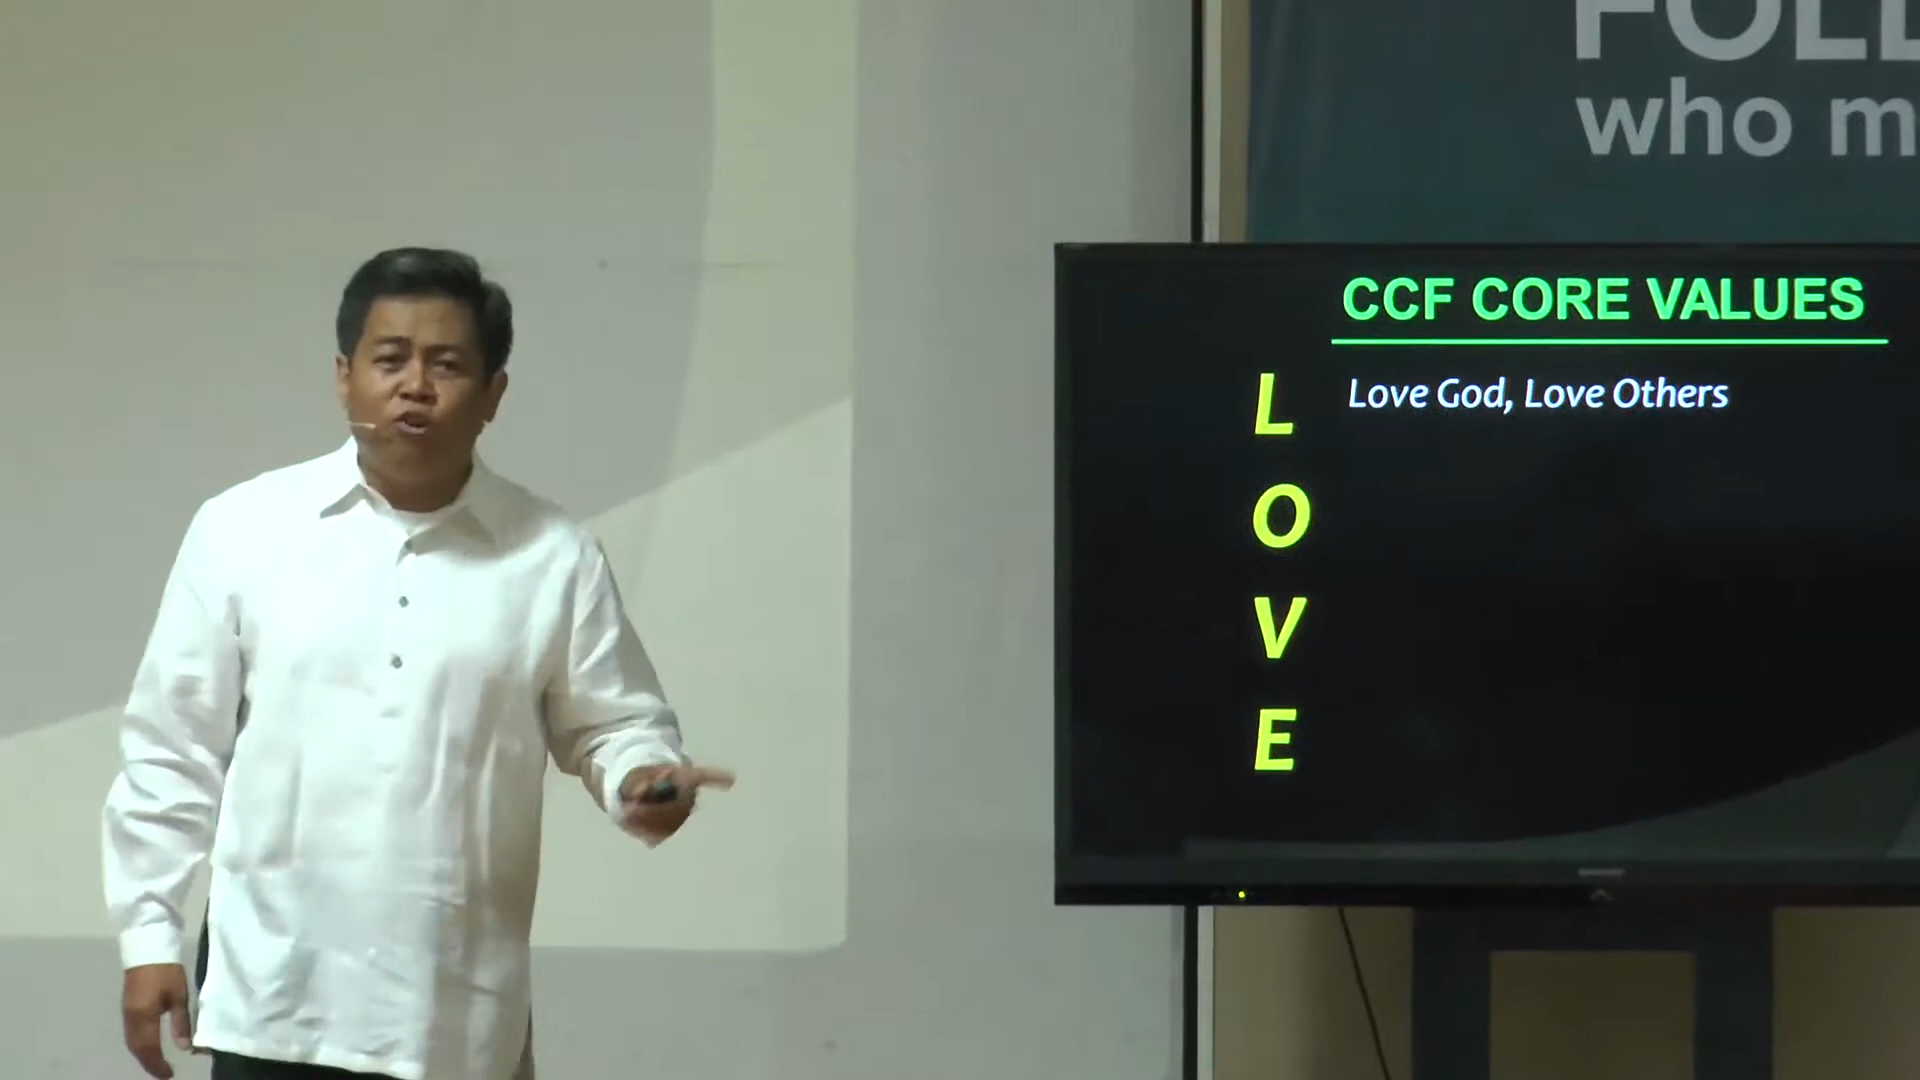 who
CCF CORE VALUES
L Love God, Love Others
O
V
E